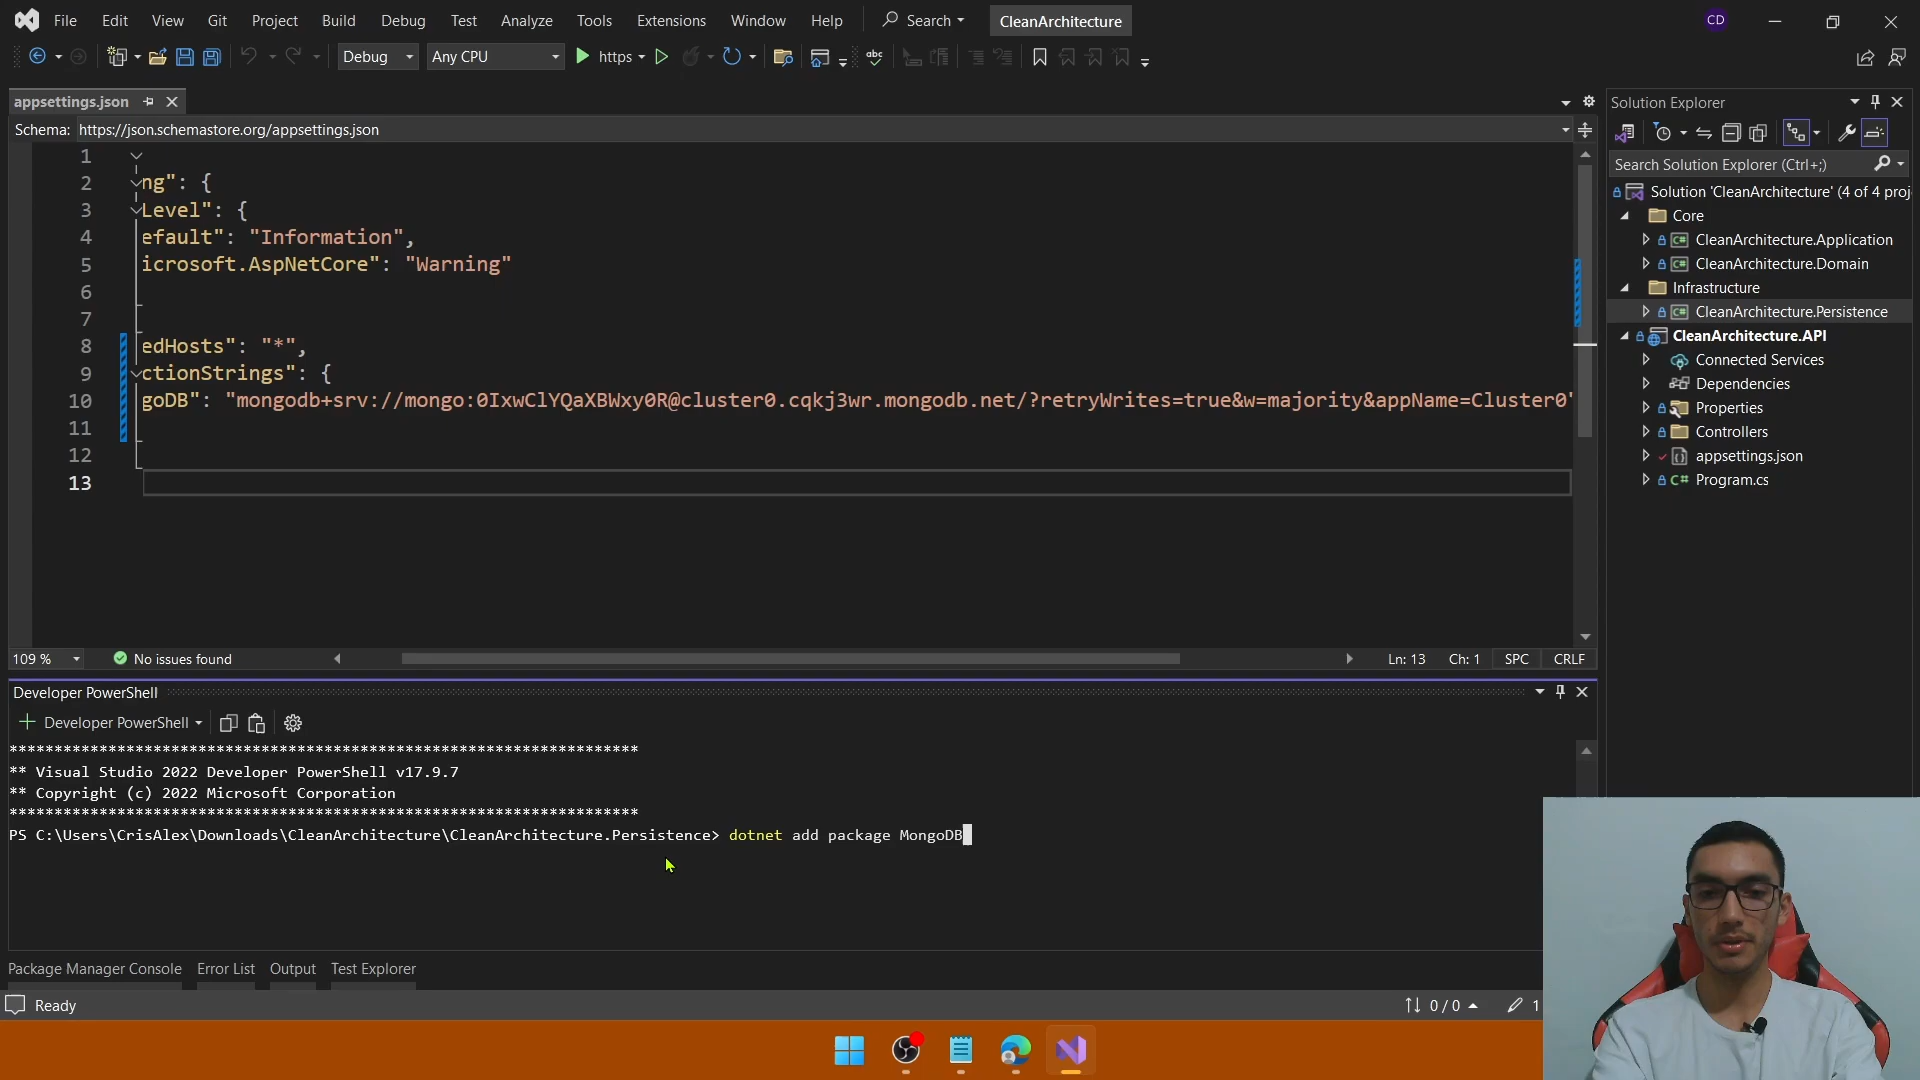 File Edit View Git Project Build Debug Test Analyze Tools Extensions Window Help Search CleanArchitecture CD
Debug Any CPU https abc
appsettings.json
Schema: https://json.schemastore.org/appsettings.json
1
2 ng": {
3 Level": {
4 efault": "Information",
5 icrosoft.AspNetCore": "Warning"
6
7
8 edHosts": "*",
9 ctionStrings": {
10 goDB": "mongodb+srv://mongo:0IxwClYQaXBWxy0R@cluster0.cqkj3wr.mongodb.net/?retryWrites=true&w=majority&appName=Cluster0"
11
12
13
109 % No issues found Ln: 13 Ch: 1 SPC CRLF
Developer PowerShell
Developer PowerShell
**********************************************************************
** Visual Studio 2022 Developer PowerShell v17.9.7
** Copyright (c) 2022 Microsoft Corporation
**********************************************************************
PS C:\Users\CrisAlex\Downloads\CleanArchitecture\CleanArchitecture.Persistence> dotnet add package MongoDB
Package Manager Console Error List Output Test Explorer
Ready 0 / 0 1
Solution Explorer
Search Solution Explorer (Ctrl+;)
Solution 'CleanArchitecture' (4 of 4 proj
Core
C# CleanArchitecture.Application
C# CleanArchitecture.Domain
Infrastructure
C# CleanArchitecture.Persistence
CleanArchitecture.API
Connected Services
Dependencies
Properties
Controllers
appsettings.json
C# Program.cs